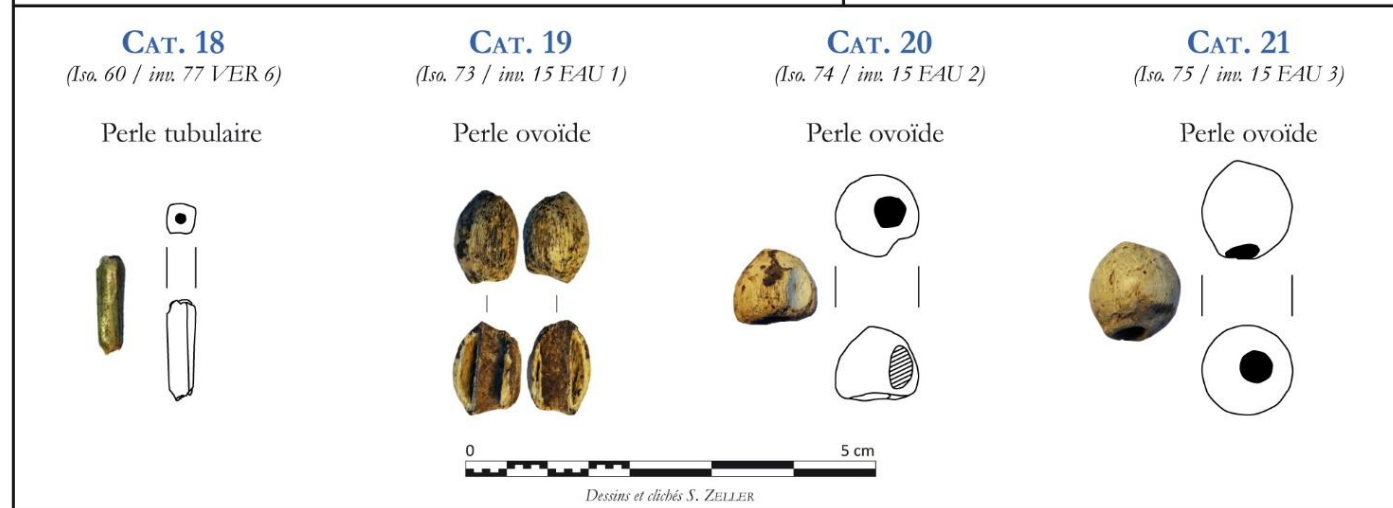 CAT. 18
(Iso. 60 / inv. 77 VER 6)
Perle tubulaire
CAT. 19
(Iso. 73 / inv. 15 EAU 1)
Perle ovoïde
CAT. 20
(Iso. 74 / inv. 15 EAU 2)
Perle ovoïde
CAT. 21
(Iso. 75 / inv. 15 EAU 3)
Perle ovoïde
0 5 cm
Dessins et clichés S. ZELLER